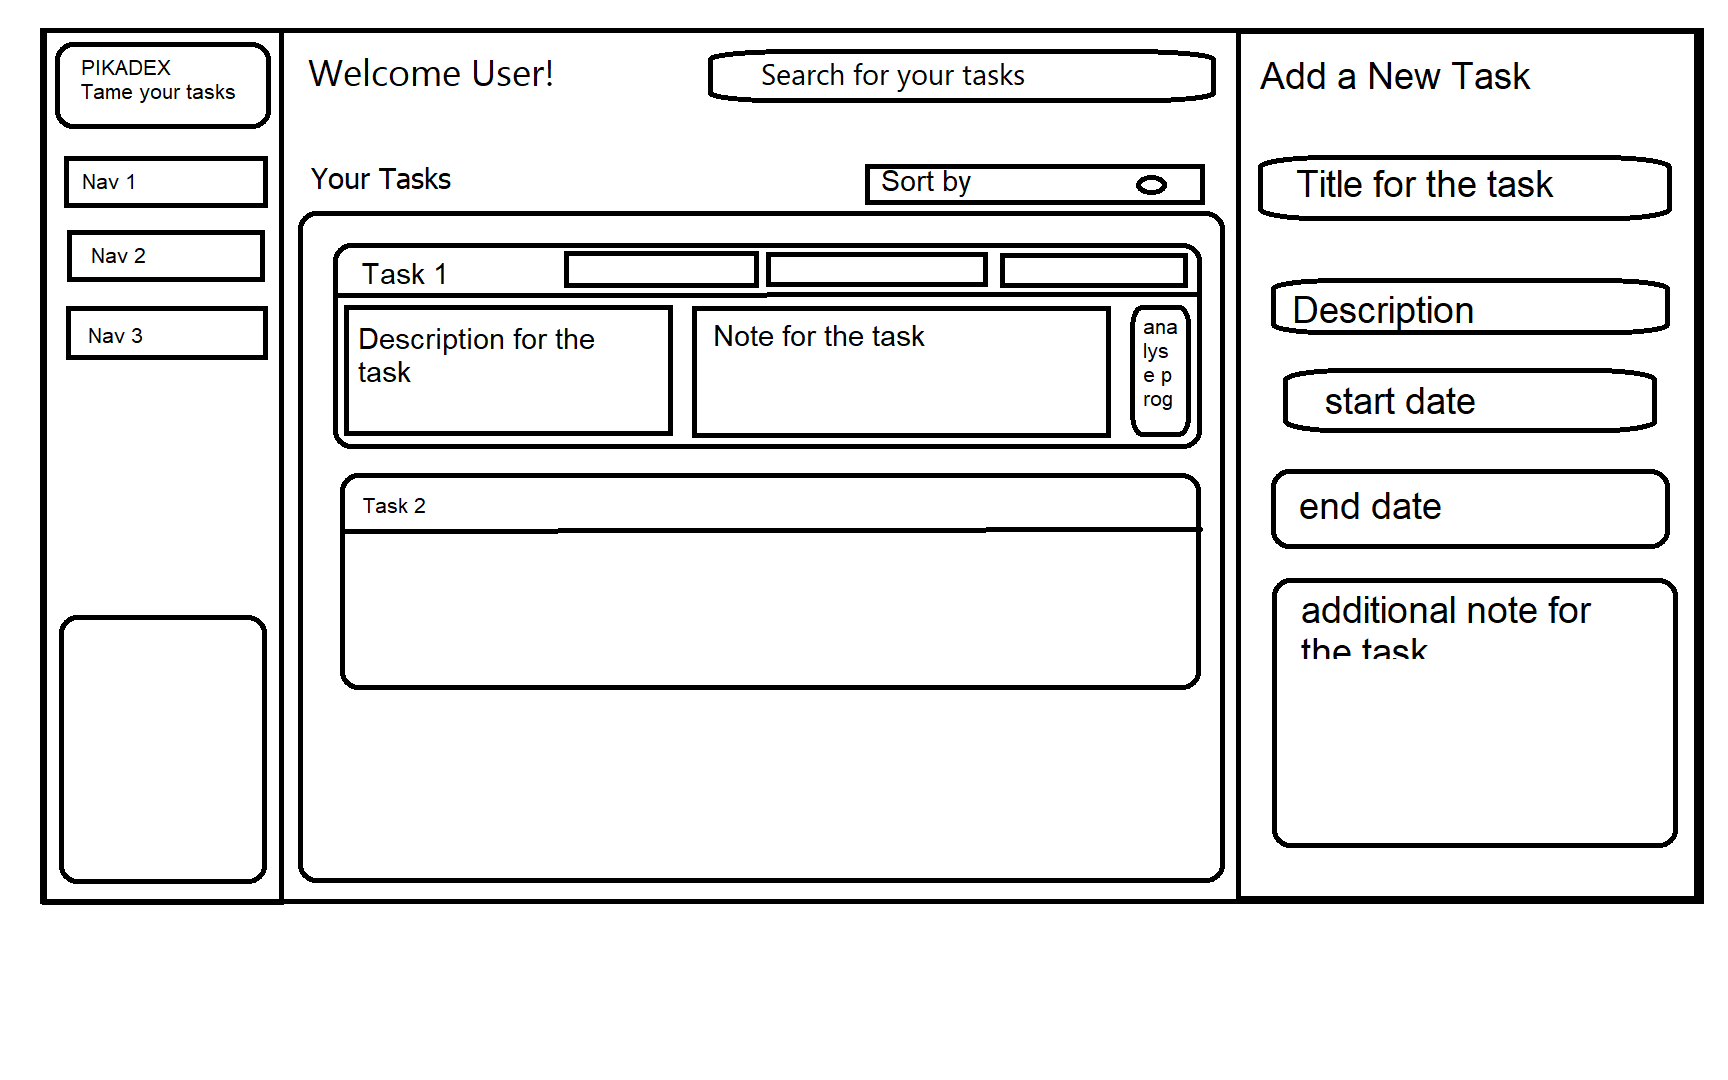 PIKADEX
Tame your tasks
Nav 1
Nav 2
Nav 3
Welcome User!
Search for your tasks
Your Tasks
Sort by
Task 1
Description for the
task
Note for the task
ana
lys
e p
rog
Task 2
Add a New Task
Title for the task
Description
start date
end date
additional note for
the task